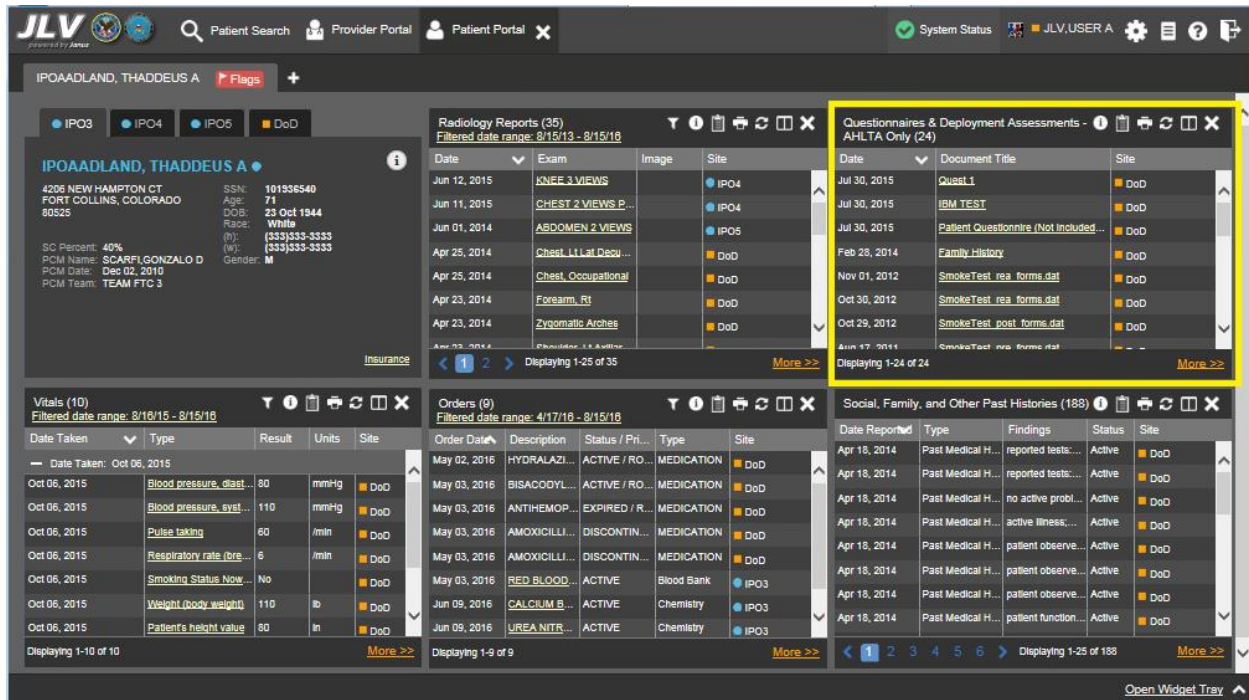 JLV Patient Search Provider Portal Patient Portal System Status JLV,USER A
powered by Janus
IPOAADLAND, THADDEUS A Flags
IPO3 IPO4 IPO5 DoD
IPOAADLAND, THADDEUS A
4206 NEW HAMPTON CT
FORT COLLINS, COLORADO
80525
SC Percent: 40%
PCM Name: SCARFI,GONZALO D
PCM Date: Dec 02, 2010
PCM Team: TEAM FTC 3
SSN: 101936540
Age: 71
DOB: 23 Oct 1944
Race: White
(h): (333)333-3333
(w): (333)333-3333
Gender: M
Insurance
Radiology Reports (35)
Filtered date range: 8/15/13 - 8/15/16
Date Exam Image Site
Jun 12, 2015 KNEE 3 VIEWS IPO4
Jun 11, 2015 CHEST 2 VIEWS P... IPO4
Jun 01, 2014 ABDOMEN 2 VIEWS IPO5
Apr 25, 2014 Chest, Lt Lat Decu... DoD
Apr 25, 2014 Chest, Occupational DoD
Apr 23, 2014 Forearm, Rt DoD
Apr 23, 2014 Zygomatic Arches DoD
Apr 23, 2014 Shoulder, Lt Axillar
1 2 Displaying 1-25 of 35 More >>
Questionnaires & Deployment Assessments -
AHLTA Only (24)
Date Document Title Site
Jul 30, 2015 Quest 1 DoD
Jul 30, 2015 IBM TEST DoD
Jul 30, 2015 Patient Questionnire (Not Included... DoD
Feb 28, 2014 Family History DoD
Nov 01, 2012 SmokeTest_rea_forms.dat DoD
Oct 30, 2012 SmokeTest_rea_forms.dat DoD
Oct 29, 2012 SmokeTest_post_forms.dat DoD
Aug 17, 2011 SmokeTest_pre_forms.dat
Displaying 1-24 of 24 More >>
Vitals (10)
Filtered date range: 8/16/15 - 8/15/16
Date Taken Type Result Units Site
Date Taken: Oct 06, 2015
Oct 06, 2015 Blood pressure, diast... 80 mmHg DoD
Oct 06, 2015 Blood pressure, syst... 110 mmHg DoD
Oct 06, 2015 Pulse taking 60 /min DoD
Oct 06, 2015 Respiratory rate (bre... 6 /min DoD
Oct 06, 2015 Smoking Status Now... No DoD
Oct 06, 2015 Weight (body weight) 110 lb DoD
Oct 06, 2015 Patient's height value 80 in DoD
Displaying 1-10 of 10 More >>
Orders (9)
Filtered date range: 4/17/16 - 8/15/16
Order Date Description Status / Pri... Type Site
May 02, 2016 HYDRALAZI... ACTIVE / RO... MEDICATION DoD
May 03, 2016 BISACODYL... ACTIVE / RO... MEDICATION DoD
May 03, 2016 ANTIHEMOP... EXPIRED / R... MEDICATION DoD
May 03, 2016 AMOXICILLI... DISCONTIN... MEDICATION DoD
May 03, 2016 AMOXICILLI... DISCONTIN... MEDICATION DoD
May 03, 2016 RED BLOOD... ACTIVE Blood Bank IPO3
Jun 09, 2016 CALCIUM B... ACTIVE Chemistry IPO3
Jun 09, 2016 UREA NITR... ACTIVE Chemistry IPO3
Displaying 1-9 of 9 More >>
Social, Family, and Other Past Histories (188)
Date Reported Type Findings Status Site
Apr 18, 2014 Past Medical H... reported tests:... Active DoD
Apr 18, 2014 Past Medical H... reported tests:... Active DoD
Apr 18, 2014 Past Medical H... no active probl... Active DoD
Apr 18, 2014 Past Medical H... active illness;... Active DoD
Apr 18, 2014 Past Medical H... patient observe... Active DoD
Apr 18, 2014 Past Medical H... patient observe... Active DoD
Apr 18, 2014 Past Medical H... patient observe... Active DoD
Apr 18, 2014 Past Medical H... patient function... Active DoD
1 2 3 4 5 6 Displaying 1-25 of 188 More >>
Open Widget Tray